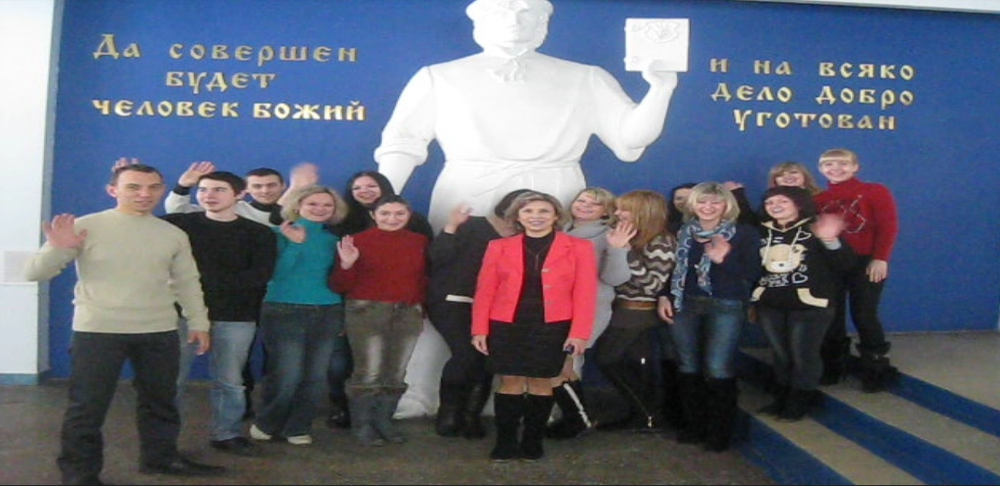 Да совершен
будет
человек божий
и на всяко
дело добро
уготован